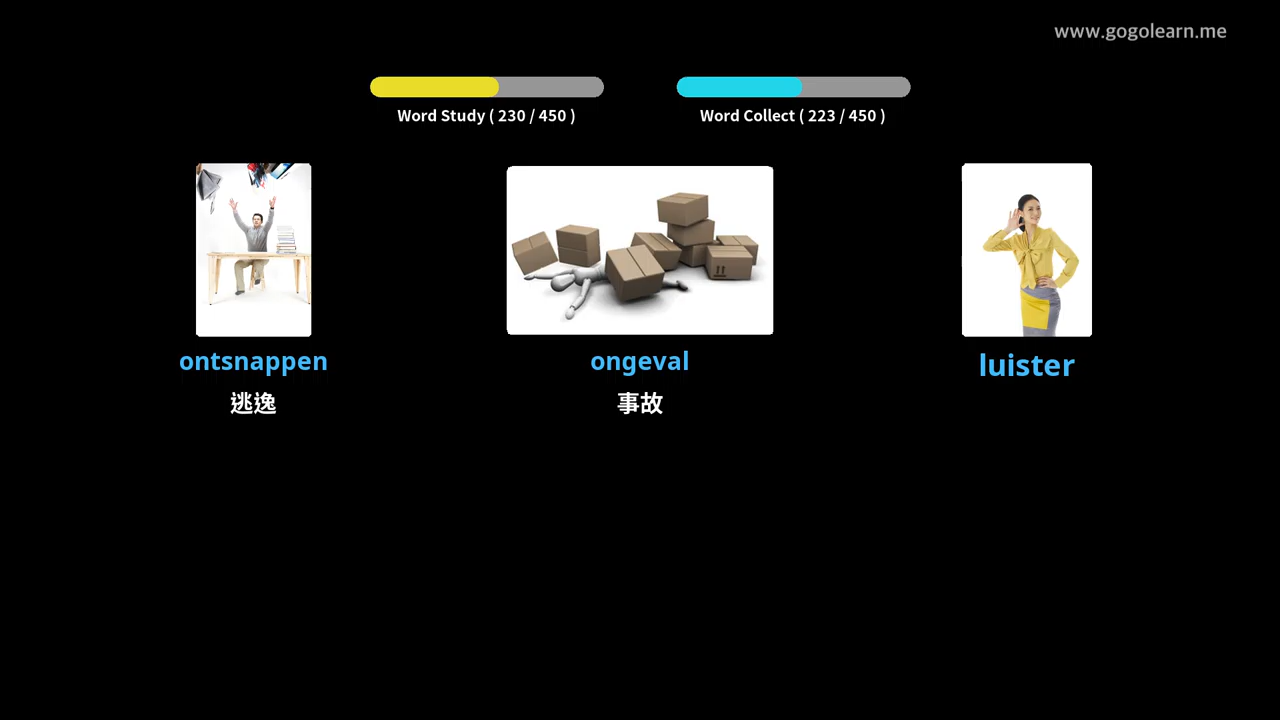 www.gogolearn.me
Word Study ( 230 / 450 )
Word Collect ( 223 / 450 )
ontsnappen
逃逸
ongeval
事故
luister